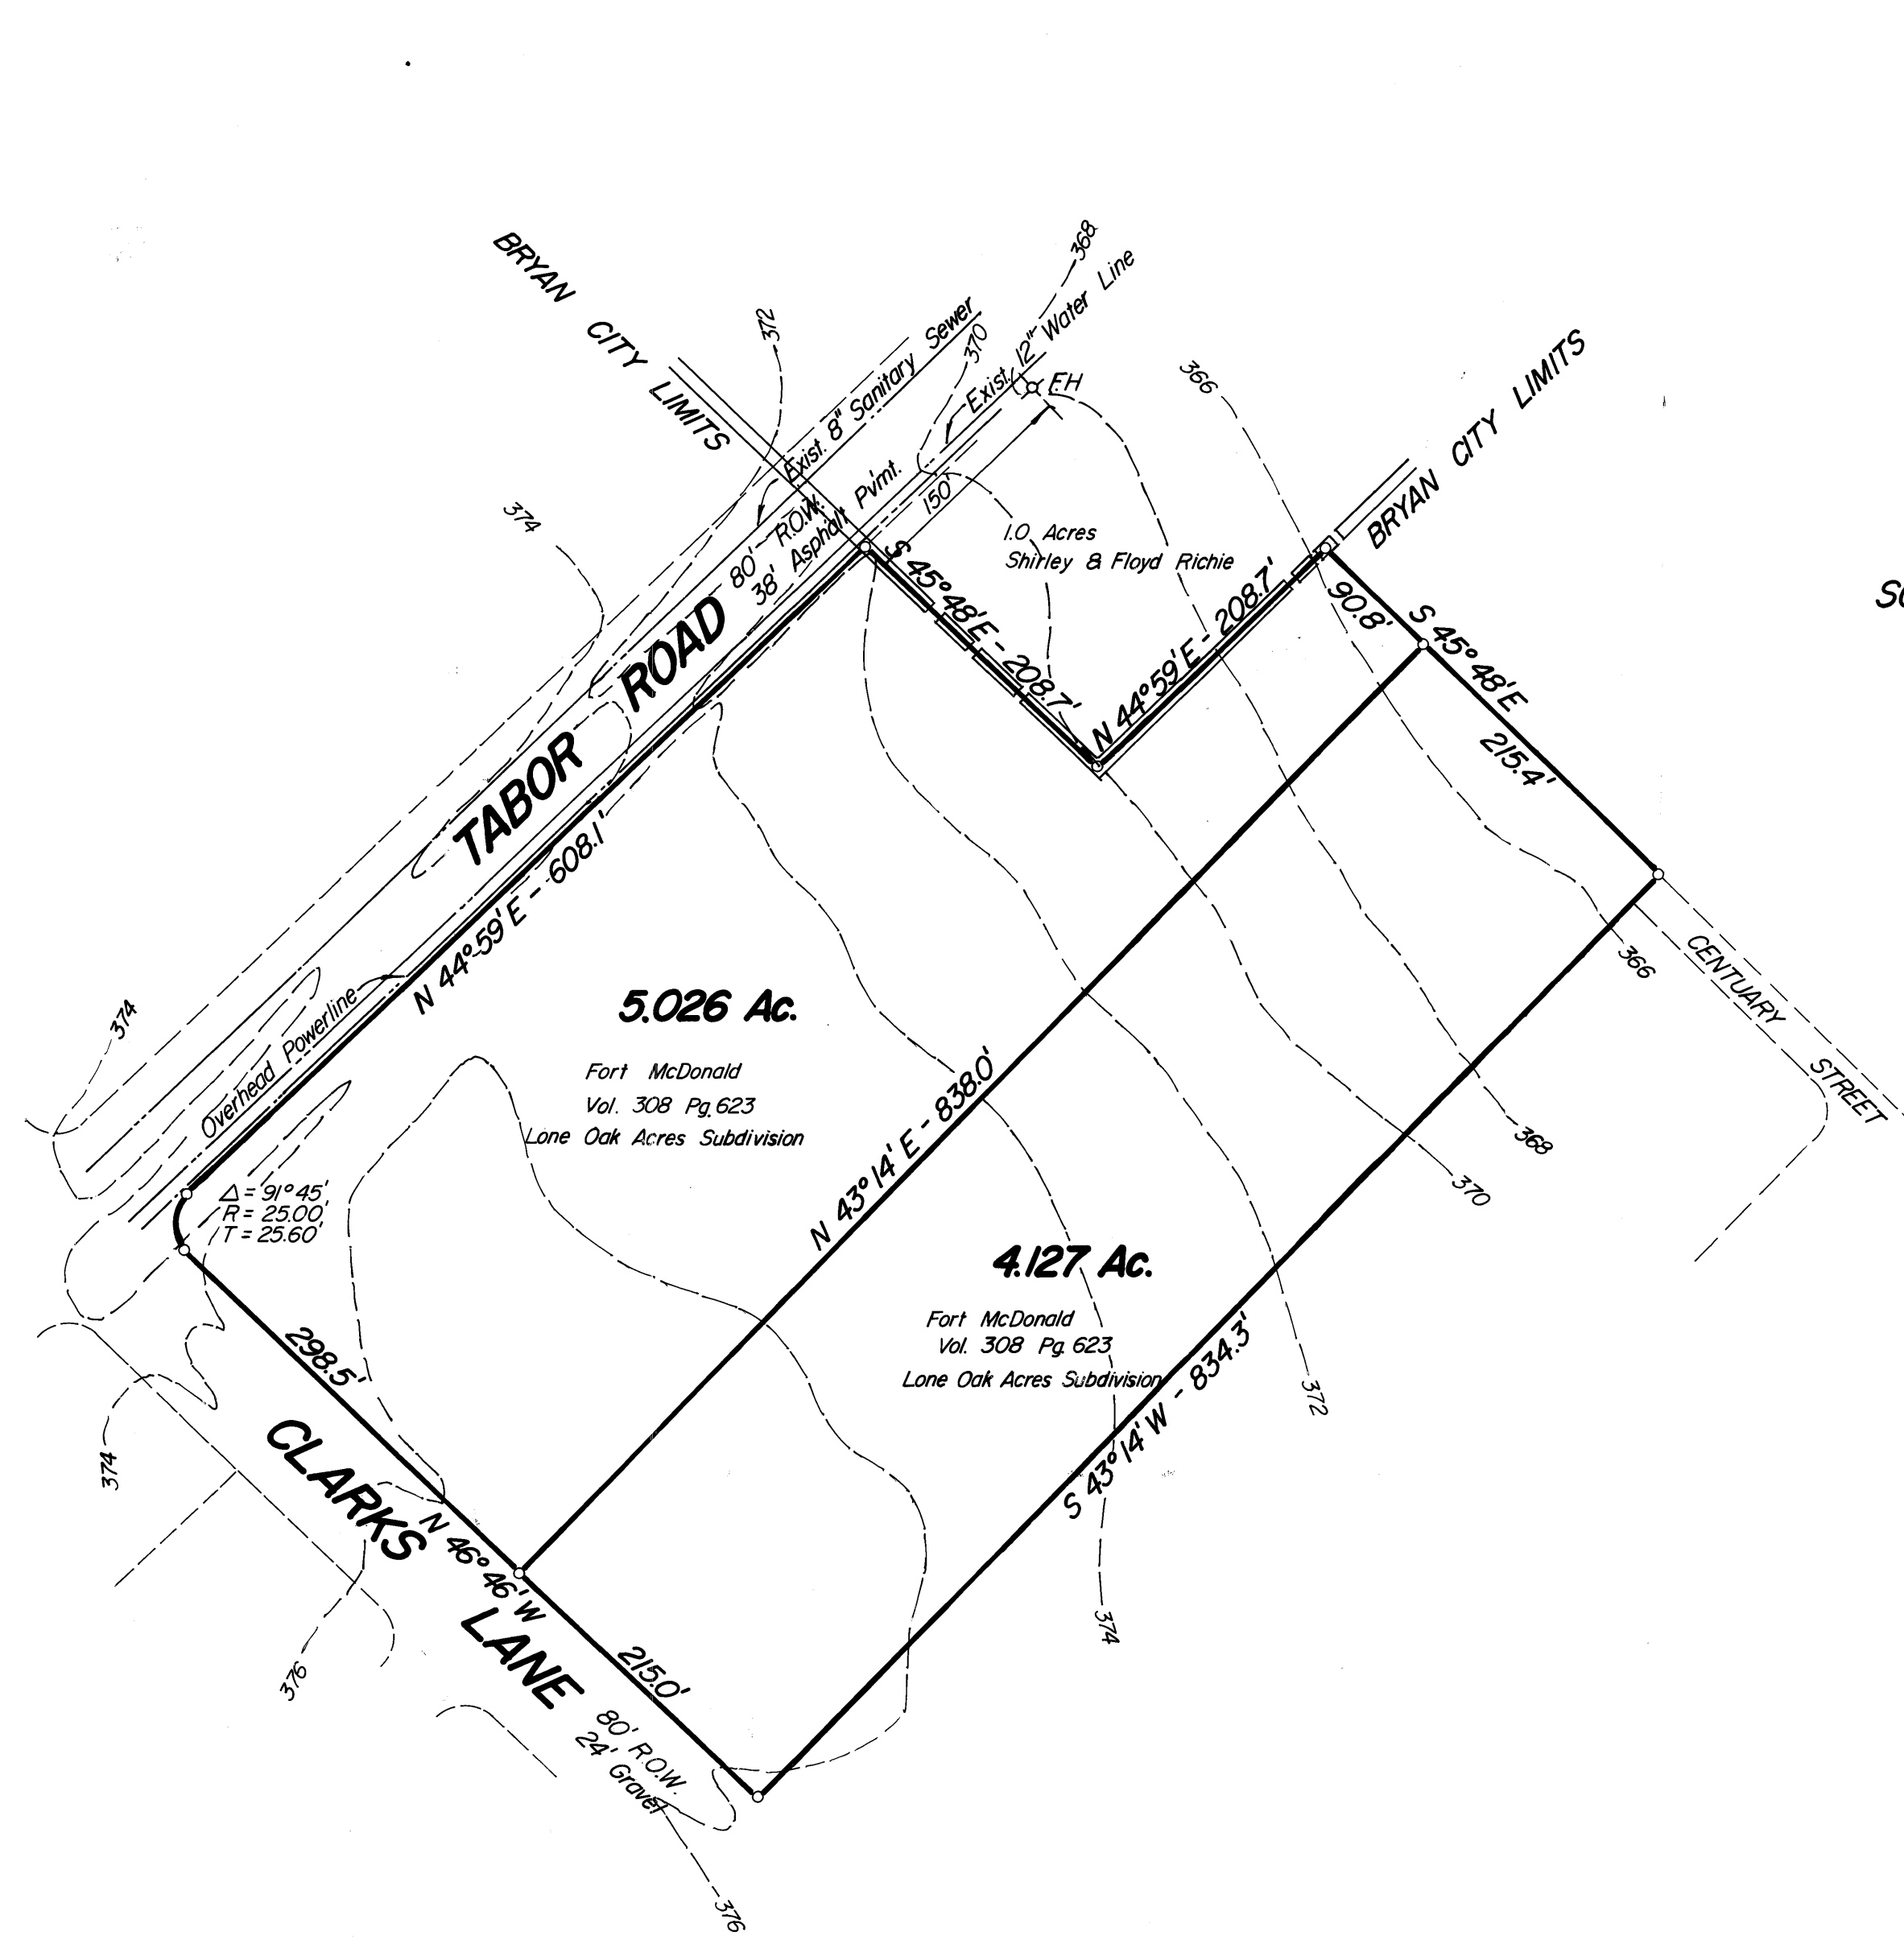 BRYAN CITY LIMITS
372
368
Exist. 8" Sanitary Sewer
370
Exist. 12" Water Line
F.H
366
BRYAN CITY LIMITS
374
80' R.O.W.
38' Asphalt Pvmt.
150'
1.0 Acres
Shirley & Floyd Richie
S 45°48'E - 208.7'
N 44°59'E - 208.7'
90.8'
S 45°48'E
215.4'
TABOR ROAD
N 44°59'E - 608.1'
366
CENTUARY STREET
374
Overhead Powerline
5.026 Ac.
Fort McDonald
Vol. 308 Pg. 623
Lone Oak Acres Subdivision
N 43°14'E - 838.0'
368
370
Δ = 91°45'
R = 25.00'
T = 25.60'
4.127 Ac.
Fort McDonald
Vol. 308 Pg. 623
Lone Oak Acres Subdivision
S 43°14'W - 834.3'
372
298.5'
374
CLARKS LANE
N 46°46'W
215.0'
374
376
80' R.O.W.
24' Gravel
376